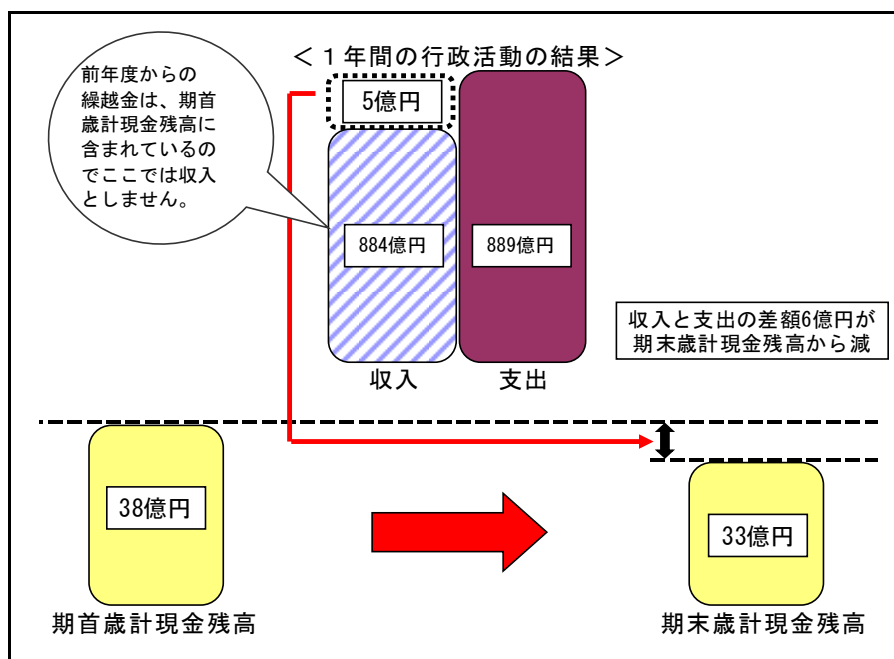 ＜１年間の行政活動の結果＞
前年度からの
繰越金は、期首
歳計現金残高に
含まれているの
でここでは収入
としません。
5億円
884億円
889億円
収入と支出の差額6億円が
期末歳計現金残高から減
収入
支出
38億円
33億円
期首歳計現金残高
期末歳計現金残高